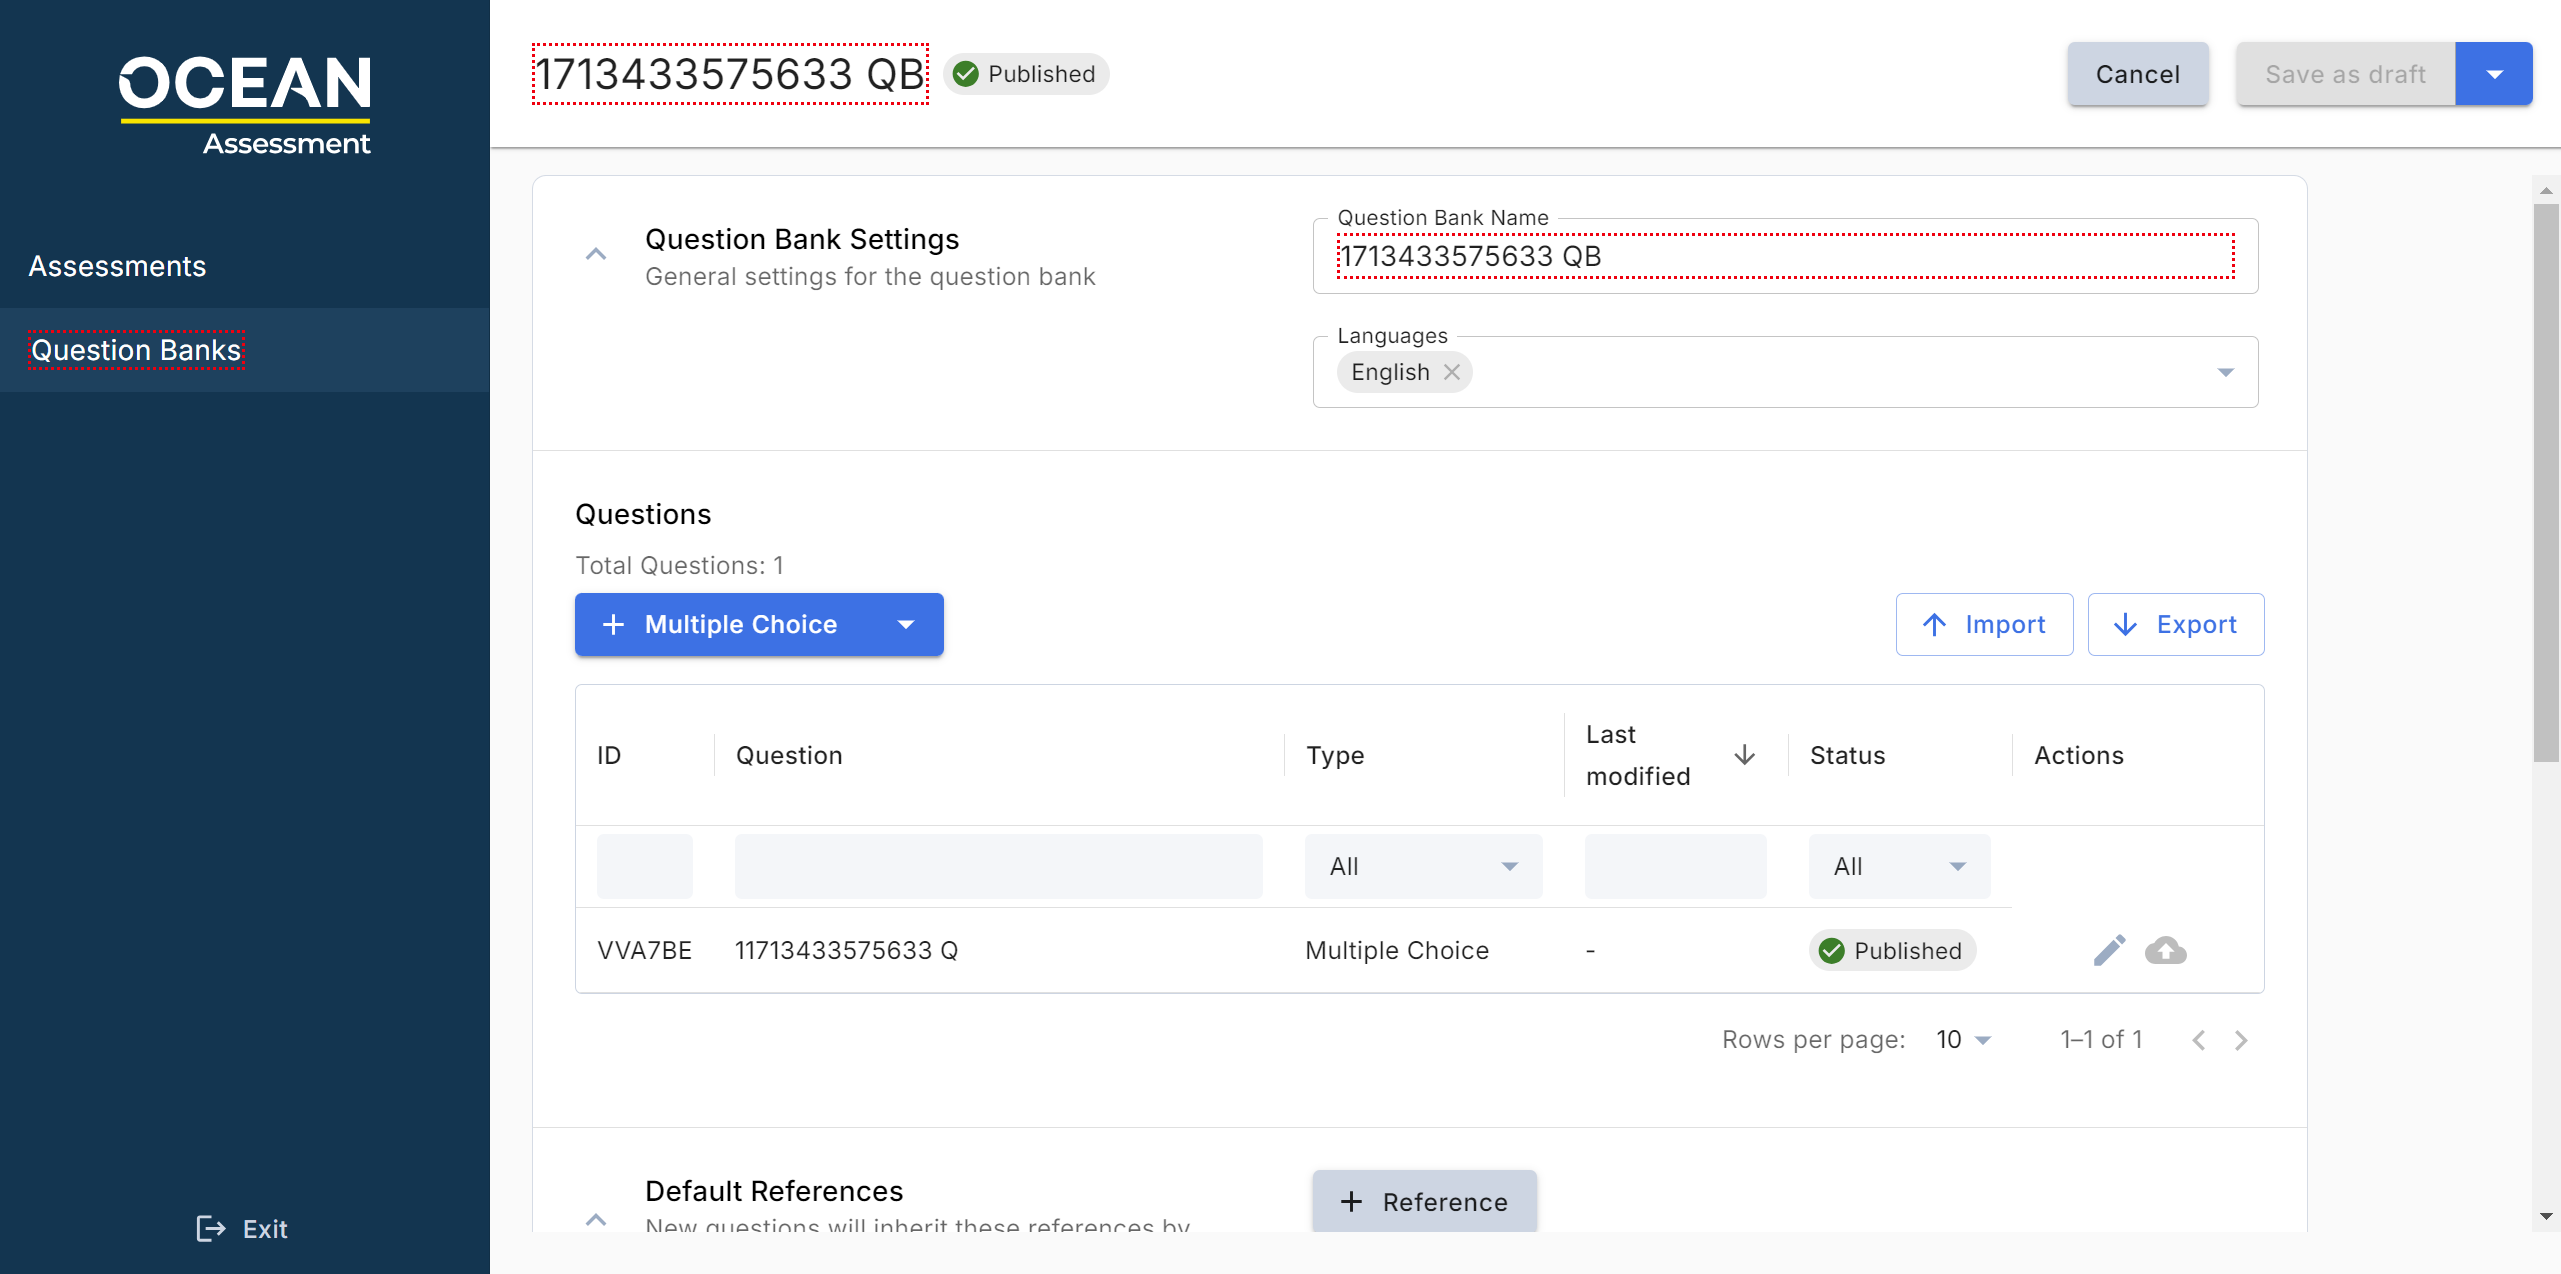 OCEAN
Assessment
Assessments
Question Banks
Exit
1713433575633 QB
Published
Cancel
Save as draft
Question Bank Settings
General settings for the question bank
Question Bank Name
1713433575633 QB
Languages
English
Questions
Total Questions: 1
Multiple Choice
Import
Export
ID
Question
Type
Last modified
Status
Actions
All
All
VVA7BE
11713433575633 Q
Multiple Choice
-
Published
Rows per page:
10
1–1 of 1
Default References
New questions will inherit these references by
Reference